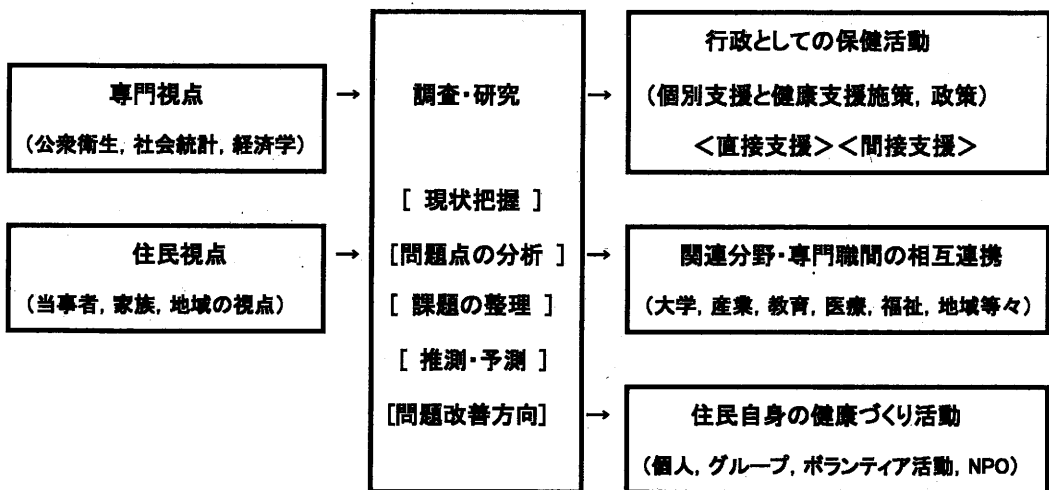 専門視点
(公衆衛生, 社会統計, 経済学)
住民視点
(当事者, 家族, 地域の視点)
→
→
調査・研究
[ 現状把握 ]
[問題点の分析 ]
[ 課題の整理 ]
[ 推測・予測 ]
[問題改善方向]
→
→
→
行政としての保健活動
(個別支援と健康支援施策, 政策)
＜直接支援＞＜間接支援＞
関連分野・専門職間の相互連携
(大学, 産業, 教育, 医療, 福祉, 地域等々)
住民自身の健康づくり活動
(個人, グループ, ボランティア活動, NPO)